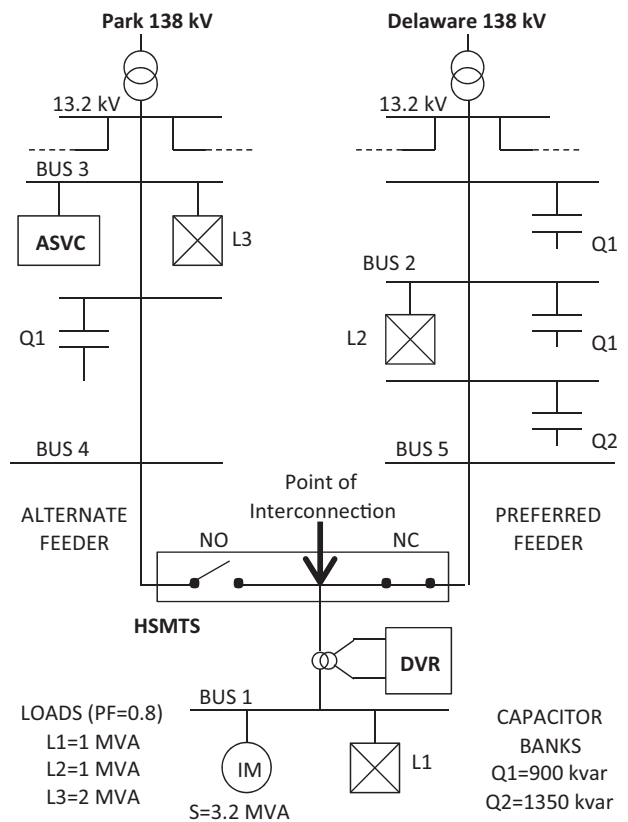 Park 138 kV
Delaware 138 kV
13.2 kV
13.2 kV
BUS 3
ASVC
L3
Q1
BUS 2
Q1
L2
Q1
Q2
BUS 4
BUS 5
Point of
Interconnection
ALTERNATE
FEEDER
PREFERRED
FEEDER
NO
NC
HSMTS
DVR
BUS 1
LOADS (PF=0.8)
L1=1 MVA
L2=1 MVA
L3=2 MVA
IM
S=3.2 MVA
L1
CAPACITOR
BANKS
Q1=900 kvar
Q2=1350 kvar